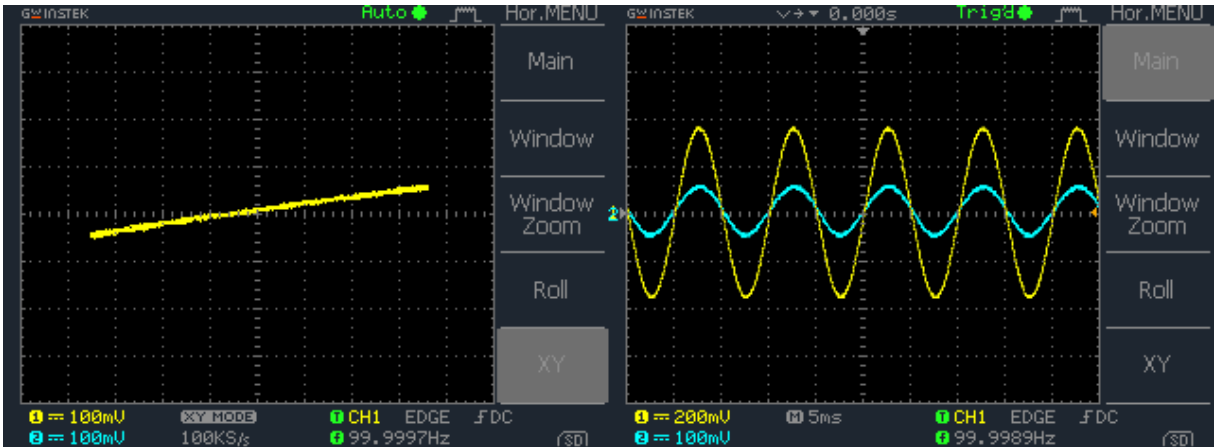 GW INSTEK Auto Hor.MENU
Main
Window
Window
Zoom
Roll
XY
1 100mV XY MODE T CH1 EDGE DC
2 100mV 100KS/s f 99.9997Hz SD
GW INSTEK 0.000s Trig'd Hor.MENU
2
Main
Window
Window
Zoom
Roll
XY
1 200mV M 5ms T CH1 EDGE DC
2 100mV f 99.9989Hz SD